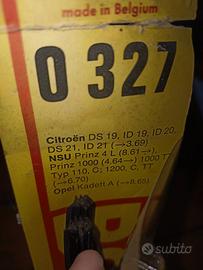 made in Belgium
0 327
Citroën DS 19, ID 19, ID 20,
DS 21, ID 21 (→3.69)
NSU Prinz 4 L (8.61→),
Prinz 1000 (4.64→) 1000 TT
Typ 110, C; 1200, C, TT
(→6.70)
Opel Kadett A (→8.65)
subito